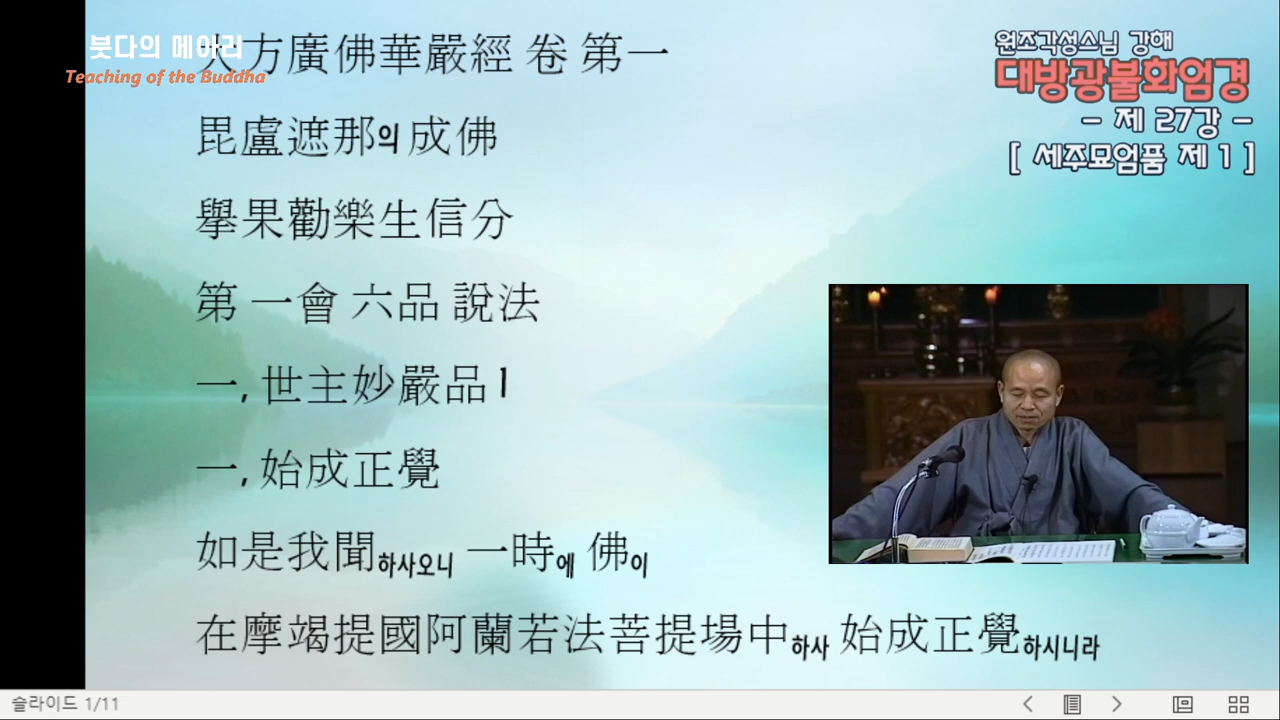 붓다의 메아리
Teaching of the Buddha
大方廣佛華嚴經 卷 第一
원조각성스님 강해
대방광불화엄경
- 제 27강 -
[ 세주묘엄품 제 1 ]
毘盧遮那의 成佛
擧果勸樂生信分
第 一會 六品 說法
一, 世主妙嚴品 1
一, 始成正覺
如是我聞하사오니 一時에 佛이
在摩竭提國阿蘭若法菩提場中하사 始成正覺하시니라
슬라이드 1/11